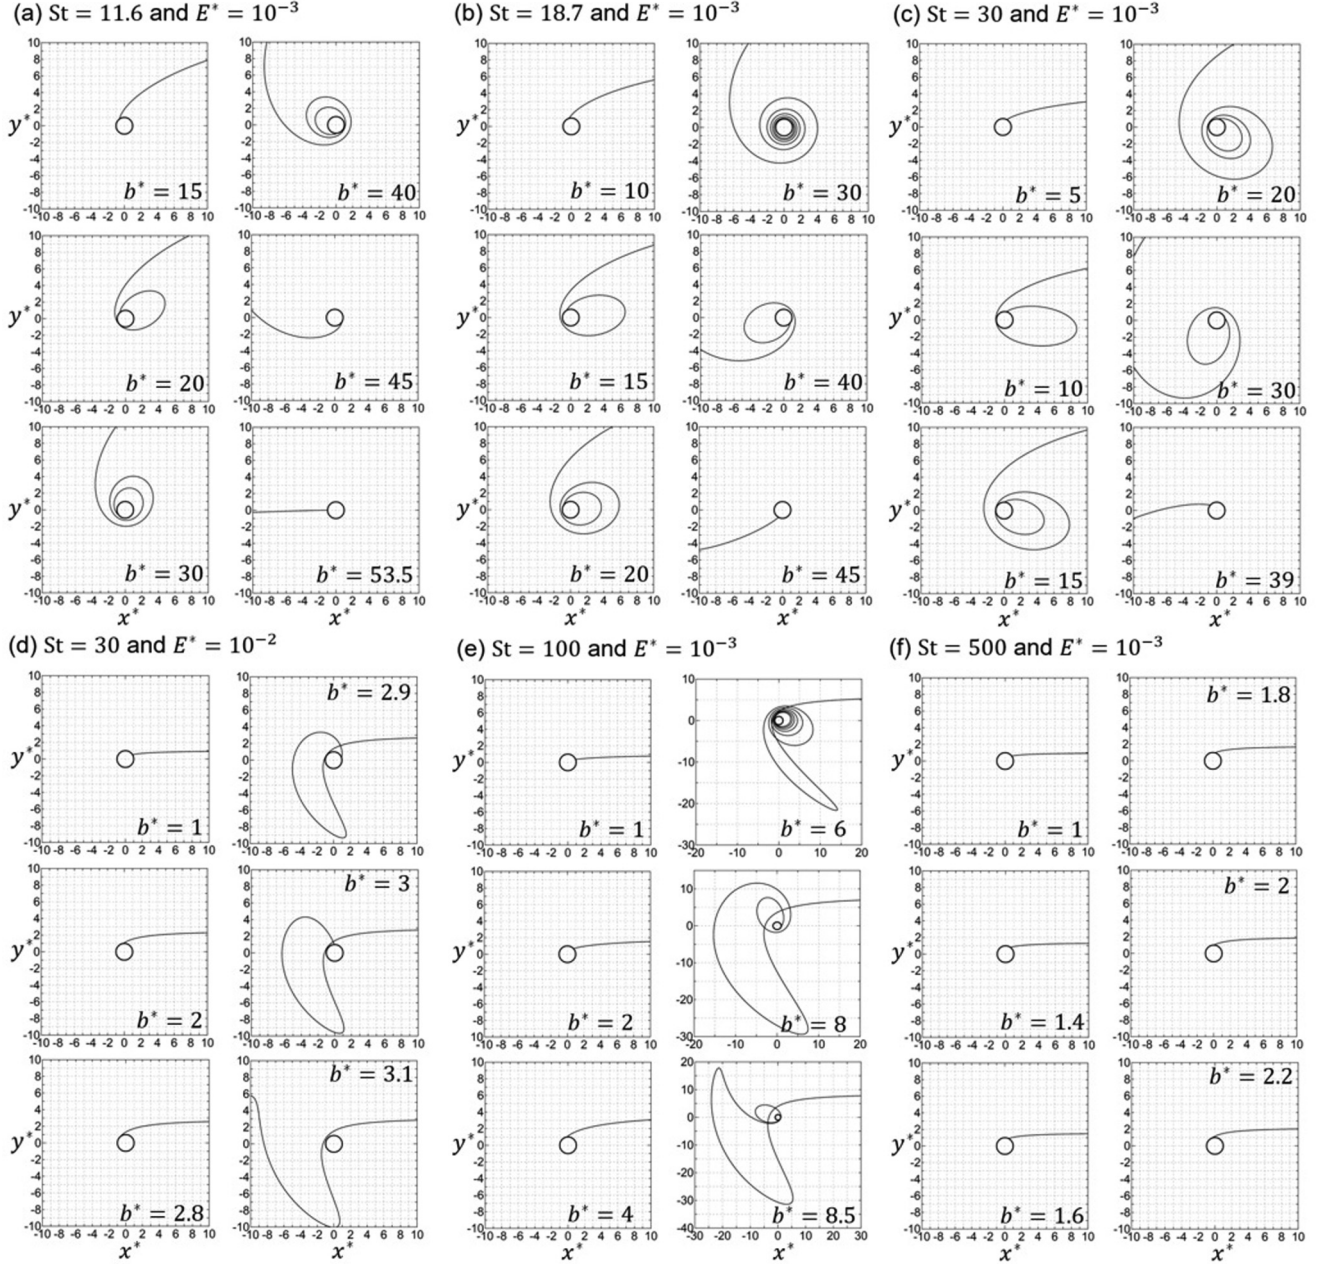 (a) St = 11.6 and E* = 10⁻³
(b) St = 18.7 and E* = 10⁻³
(c) St = 30 and E* = 10⁻³
b* = 15
b* = 40
b* = 10
b* = 30
b* = 5
b* = 20
b* = 20
b* = 45
b* = 15
b* = 40
b* = 10
b* = 30
b* = 30
b* = 53.5
b* = 20
b* = 45
b* = 15
b* = 39
y*
x*
(d) St = 30 and E* = 10⁻²
(e) St = 100 and E* = 10⁻³
(f) St = 500 and E* = 10⁻³
b* = 1
b* = 2.9
b* = 1
b* = 6
b* = 1
b* = 1.8
b* = 2
b* = 3
b* = 2
b* = 8
b* = 1.4
b* = 2
b* = 2.8
b* = 3.1
b* = 4
b* = 8.5
b* = 1.6
b* = 2.2
y*
x*